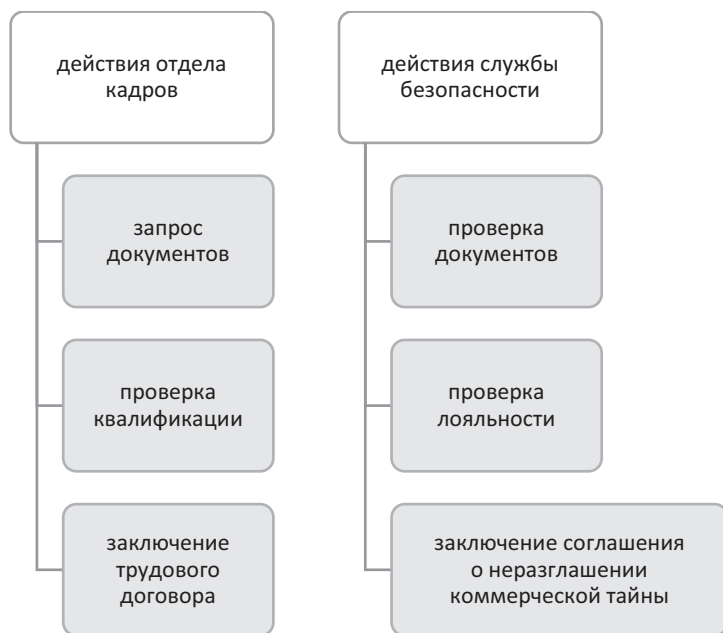 действия отдела
кадров
запрос
документов
проверка
квалификации
заключение
трудового
договора
действия службы
безопасности
проверка
документов
проверка
лояльности
заключение соглашения
о неразглашении
коммерческой тайны